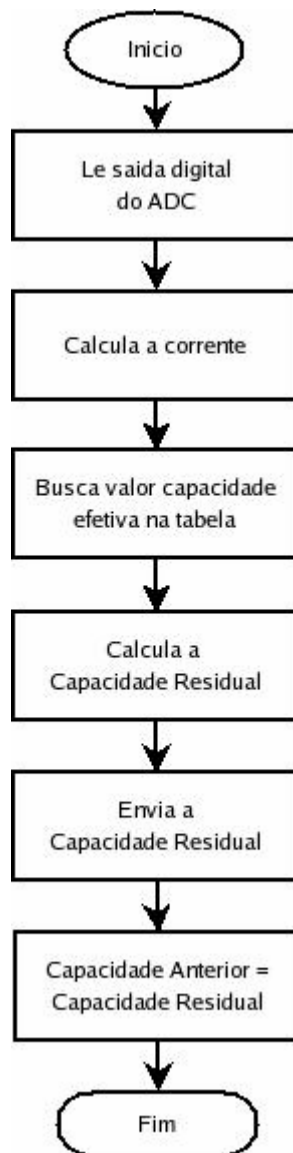 Inicio
Le saida digital
do ADC
Calcula a corrente
Busca valor capacidade
efetiva na tabela
Calcula a
Capacidade Residual
Envia a
Capacidade Residual
Capacidade Anterior =
Capacidade Residual
Fim